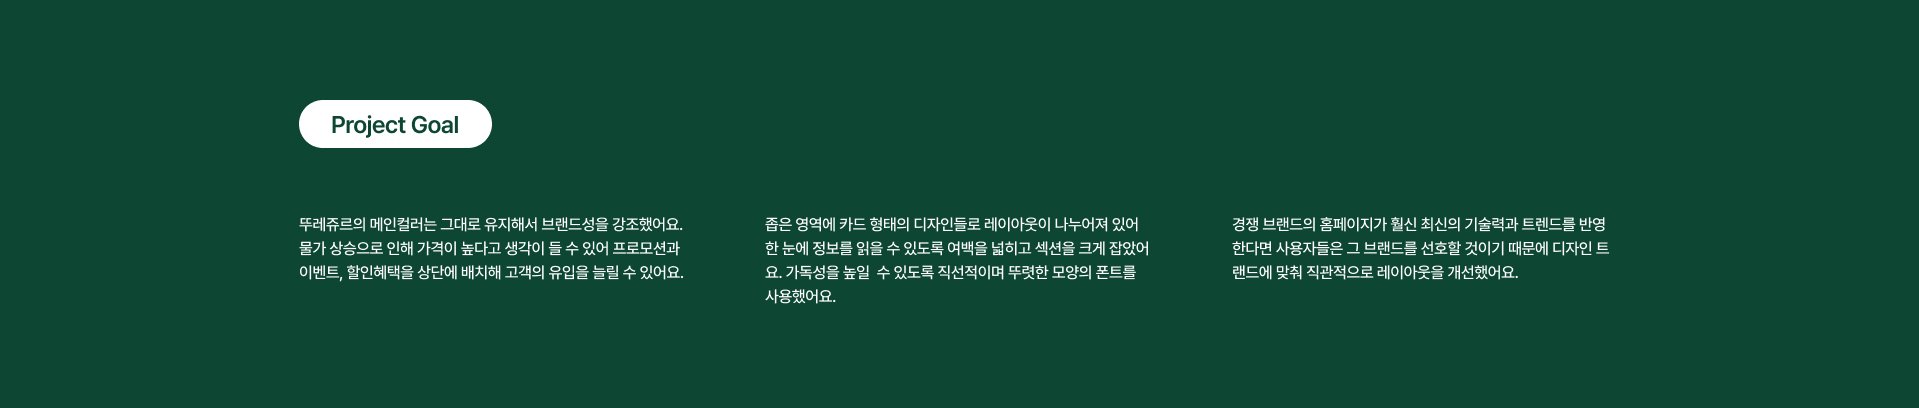 Project Goal
뚜레쥬르의 메인컬러는 그대로 유지해서 브랜드성을 강조했어요.
물가 상승으로 인해 가격이 높다고 생각이 들 수 있어 프로모션과
이벤트, 할인혜택을 상단에 배치해 고객의 유입을 늘릴 수 있어요.
좁은 영역에 카드 형태의 디자인들로 레이아웃이 나누어져 있어
한 눈에 정보를 읽을 수 있도록 여백을 넓히고 섹션을 크게 잡았어
요. 가독성을 높일  수 있도록 직선적이며 뚜렷한 모양의 폰트를
사용했어요.
경쟁 브랜드의 홈페이지가 훨신 최신의 기술력과 트렌드를 반영
한다면 사용자들은 그 브랜드를 선호할 것이기 때문에 디자인 트
랜드에 맞춰 직관적으로 레이아웃을 개선했어요.